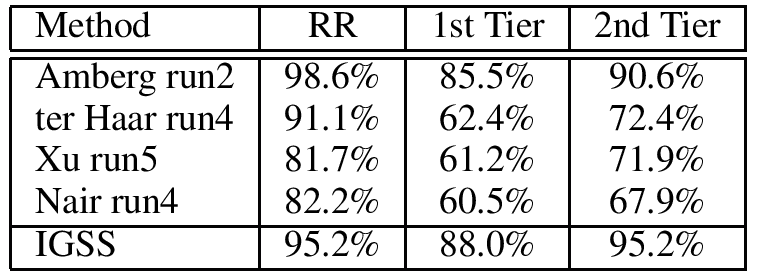 Method RR 1st Tier 2nd Tier
Amberg run2 98.6% 85.5% 90.6%
ter Haar run4 91.1% 62.4% 72.4%
Xu run5 81.7% 61.2% 71.9%
Nair run4 82.2% 60.5% 67.9%
IGSS 95.2% 88.0% 95.2%